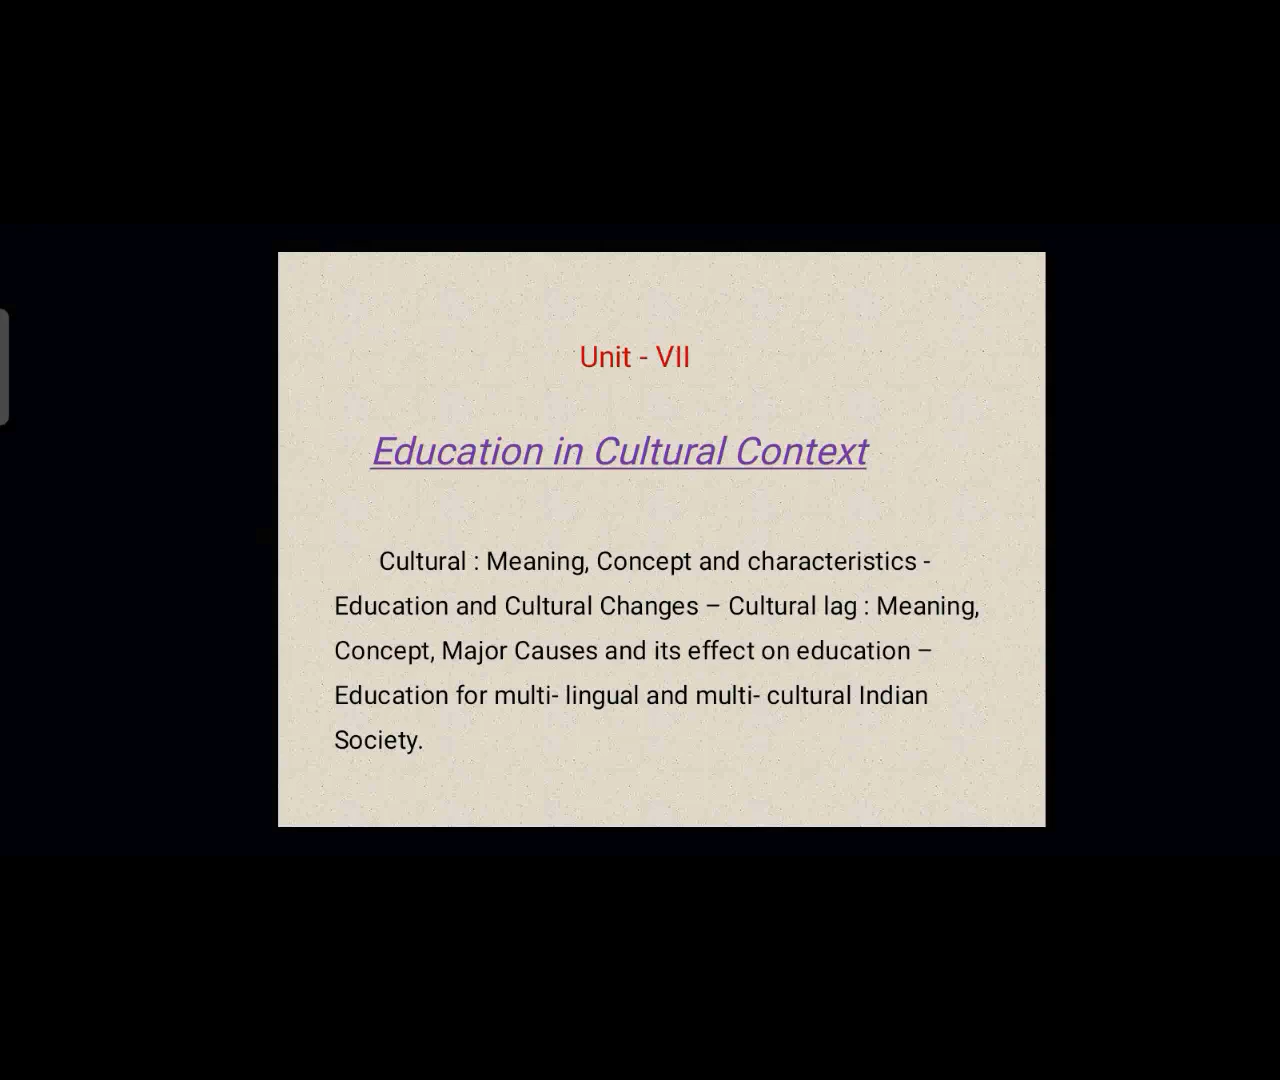 Unit - VII
Education in Cultural Context
Cultural : Meaning, Concept and characteristics -
Education and Cultural Changes – Cultural lag : Meaning,
Concept, Major Causes and its effect on education –
Education for multi- lingual and multi- cultural Indian
Society.